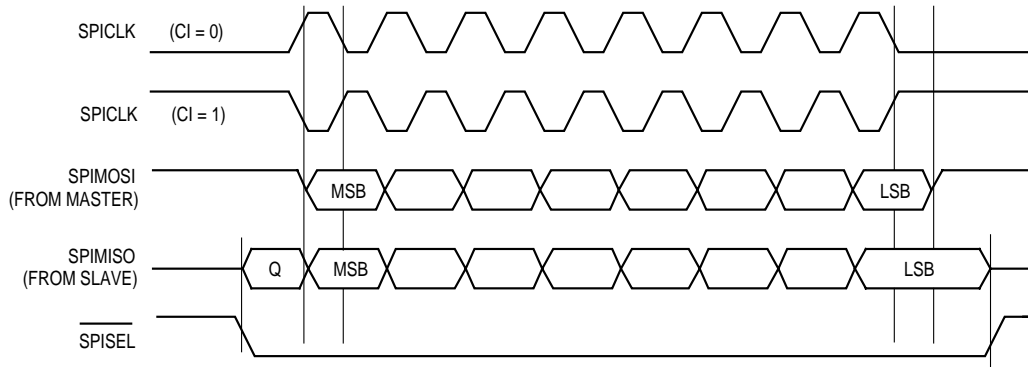 SPICLK (CI = 0)
SPICLK (CI = 1)
SPIMOSI
(FROM MASTER)
MSB LSB
SPIMISO
(FROM SLAVE)
Q MSB LSB
SPISEL